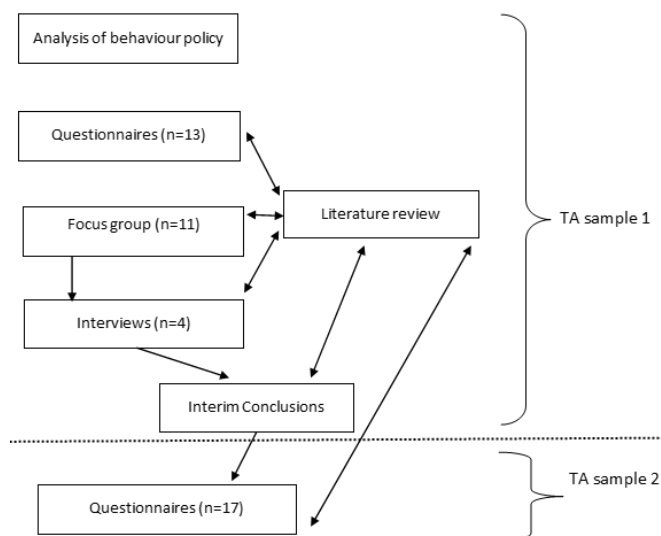 Analysis of behaviour policy
Questionnaires (n=13)
Literature review
Focus group (n=11)
TA sample 1
Interviews (n=4)
Interim Conclusions
TA sample 2
Questionnaires (n=17)